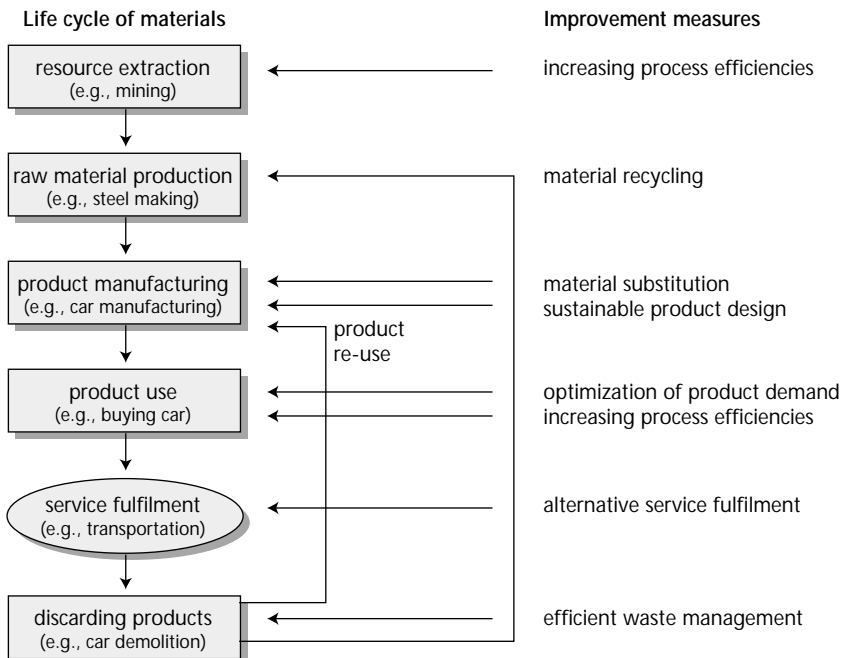 Life cycle of materials
Improvement measures
resource extraction
(e.g., mining)
increasing process efficiencies
raw material production
(e.g., steel making)
material recycling
product manufacturing
(e.g., car manufacturing)
material substitution
sustainable product design
product
re-use
product use
(e.g., buying car)
optimization of product demand
increasing process efficiencies
service fulfilment
(e.g., transportation)
alternative service fulfilment
discarding products
(e.g., car demolition)
efficient waste management